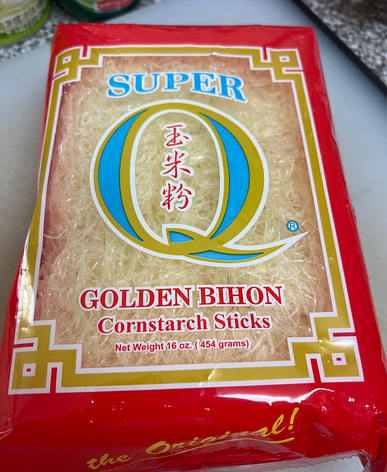 SUPER
Q
玉米粉
®
GOLDEN BIHON
Cornstarch Sticks
Net Weight 16 oz. ( 454 grams)
the Original!